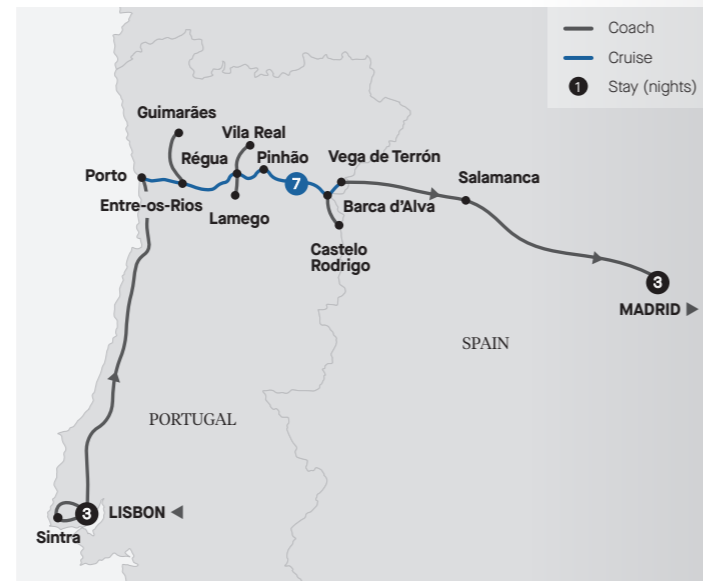 Coach
Cruise
1 Stay (nights)
Guimarães
Vila Real
Régua
Pinhão
Vega de Terrón
Porto
7
Salamanca
Entre-os-Rios
Lamego
Barca d'Alva
Castelo
Rodrigo
3
MADRID
SPAIN
PORTUGAL
3 LISBON
Sintra